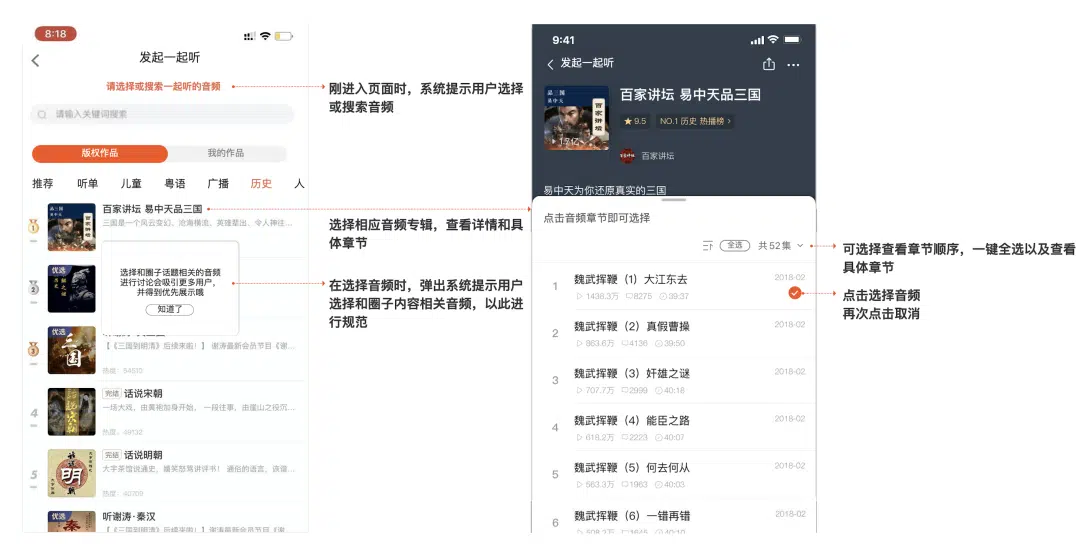 8:18
发起一起听
请选择或搜索一起听的音频
请输入关键词搜索
版权作品
我的作品
推荐 听单 儿童 粤语 广播 历史 人
1
百家讲坛 易中天品三国
三国是一个风云变幻、沧海横流、英雄辈出、令人神往...
选择和圈子话题相关的音频
进行讨论会吸引更多用户，
并得到优先展示哦
知道了
2
优选
3
优选
三国
【《三国到明清》后续来啦！】 谢涛最新会员节目《谢...
热度：
4
完结 话说宋朝
一场大戏，由黄袍加身开始， 一段往事，由崖山之役沉...
热度：49132
5
明
完结 话说明朝
大字茶馆说通史，嬉笑怒骂讲评书！ 通俗的语言，诙谐...
热度：40769
优选
秦
听谢涛·秦汉
刚进入页面时，系统提示用户选择
或搜索音频
选择相应音频专辑，查看详情和具
体章节
在选择音频时，弹出系统提示用户
选择和圈子内容相关音频，以此进
行规范
9:41
发起一起听
品三国
易中天
百家讲坛
百家讲坛 易中天品三国
9.5
NO.1 历史 热播榜
百家讲坛
易中天为你还原真实的三国
点击音频章节即可选择
全选 共52集
1 魏武挥鞭（1）大江东去 2018-02
1436.3万 8275 39:37
2 魏武挥鞭（2）真假曹操 2018-02
863.6万 4136 39:50
3 魏武挥鞭（3）奸雄之谜 2018-02
707.7万 2999 40:18
4 魏武挥鞭（4）能臣之路 2018-02
618.2万 2223 40:07
5 魏武挥鞭（5）何去何从 2018-02
563.3万 1963 40:03
6 魏武挥鞭（6）一错再错 2018-02
可选择查看章节顺序，一键全选以及查看
具体章节
点击选择音频
再次点击取消